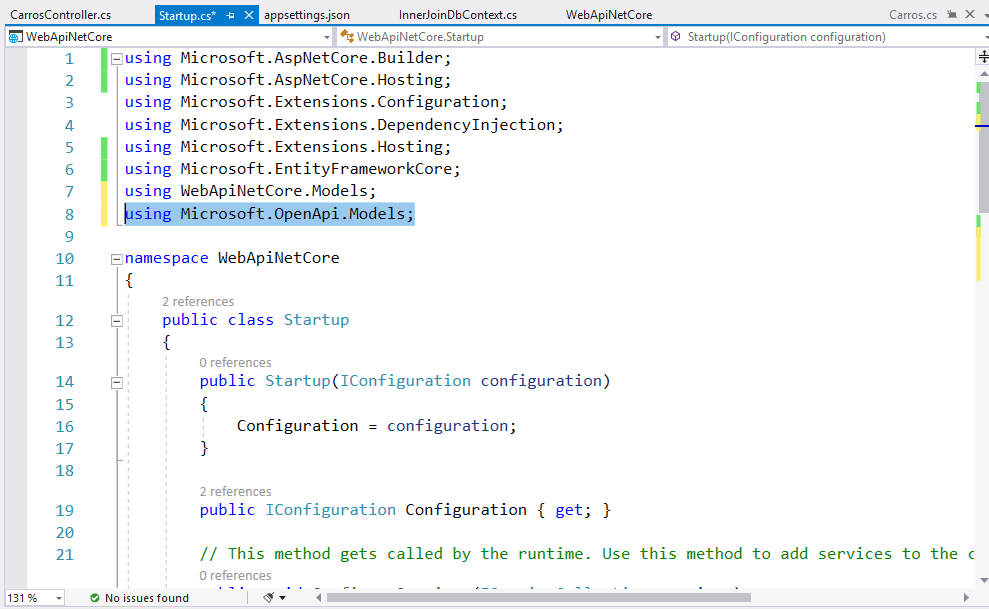 CarrosController.cs Startup.cs* appsettings.json InnerJoinDbContext.cs WebApiNetCore Carros.cs
WebApiNetCore WebApiNetCore.Startup Startup(IConfiguration configuration)
1 using Microsoft.AspNetCore.Builder;
2 using Microsoft.AspNetCore.Hosting;
3 using Microsoft.Extensions.Configuration;
4 using Microsoft.Extensions.DependencyInjection;
5 using Microsoft.Extensions.Hosting;
6 using Microsoft.EntityFrameworkCore;
7 using WebApiNetCore.Models;
8 using Microsoft.OpenApi.Models;
9
10 namespace WebApiNetCore
11 {
2 references
12 public class Startup
13 {
0 references
14 public Startup(IConfiguration configuration)
15 {
16 Configuration = configuration;
17 }
18
2 references
19 public IConfiguration Configuration { get; }
20
21 // This method gets called by the runtime. Use this method to add services to the c
0 references
131 % No issues found